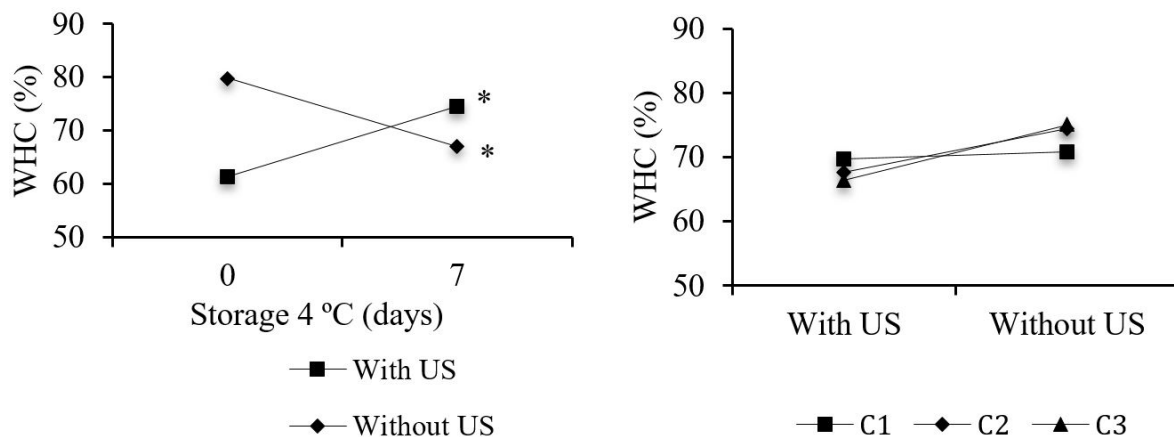 WHC (%)
90
80
70
60
50
*
*
0 7
Storage 4 ºC (days)
With US
Without US
WHC (%)
90
80
70
60
50
With US Without US
C1 C2 C3